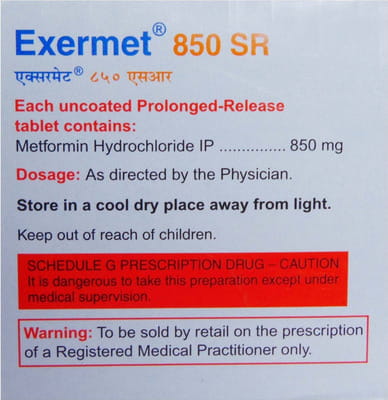 Exermet® 850 SR
एक्सरमेट® ८५० एसआर
Each uncoated Prolonged-Release
tablet contains:
Metformin Hydrochloride IP ............... 850 mg
Dosage: As directed by the Physician.
Store in a cool dry place away from light.
Keep out of reach of children.
SCHEDULE G PRESCRIPTION DRUG – CAUTION
It is dangerous to take this preparation except under
medical supervision.
Warning: To be sold by retail on the prescription
of a Registered Medical Practitioner only.